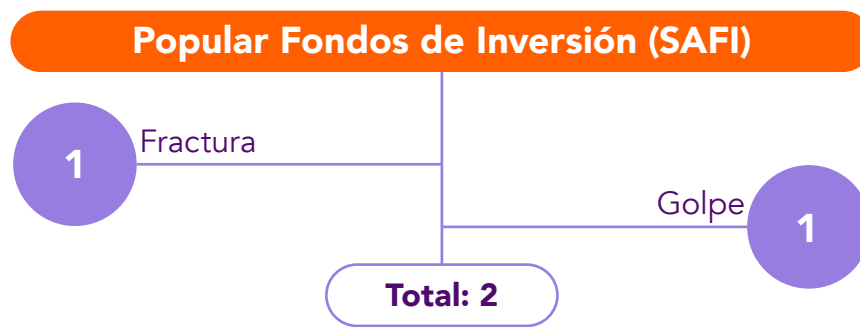 Popular Fondos de Inversión (SAFI)
1
Fractura
Golpe
1
Total: 2